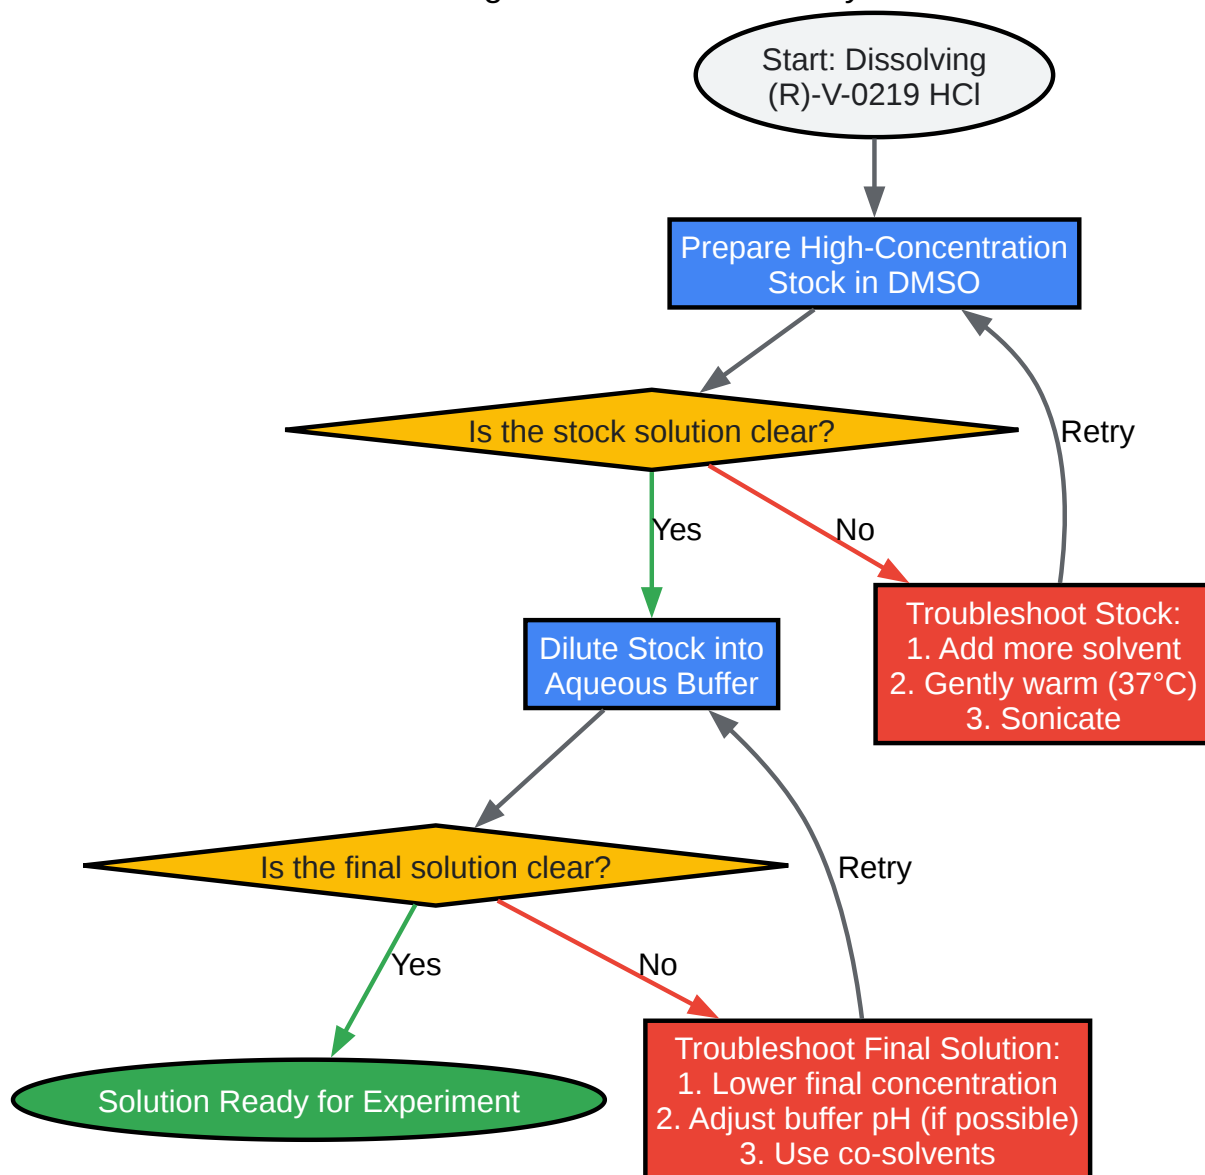 Start: Dissolving
(R)-V-0219 HCl
Prepare High-Concentration
Stock in DMSO
Is the stock solution clear?
Retry
Yes
No
Troubleshoot Stock:
1. Add more solvent
2. Gently warm (37°C)
3. Sonicate
Dilute Stock into
Aqueous Buffer
Is the final solution clear?
Retry
Yes
No
Solution Ready for Experiment
Troubleshoot Final Solution:
1. Lower final concentration
2. Adjust buffer pH (if possible)
3. Use co-solvents